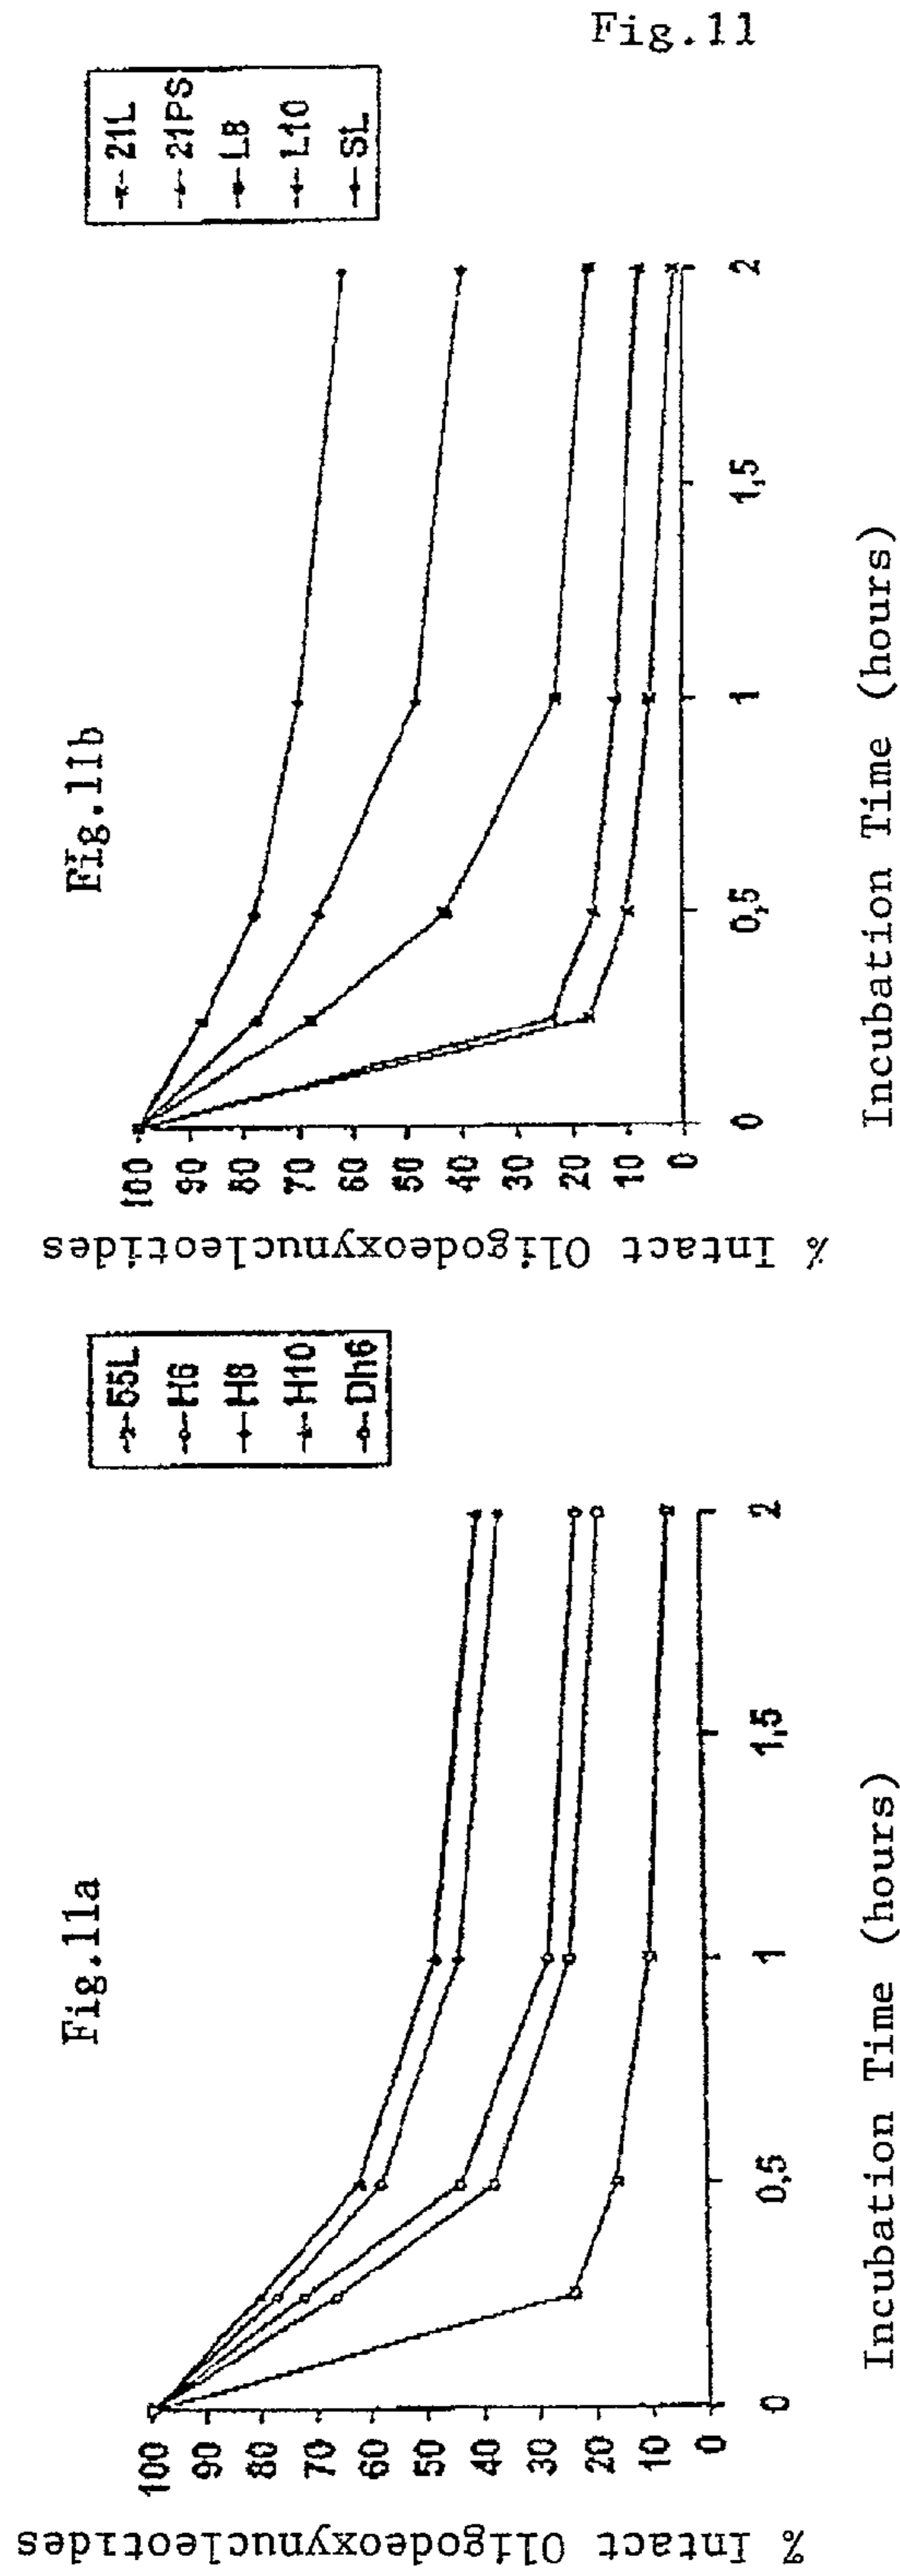 Fig.11
Fig.11a
% Intact Oligodeoxynucleotides
100
90
80
70
60
50
40
30
20
10
0
0
0,5
1
1,5
2
Incubation Time (hours)
55L
H6
H8
H10
Dh6
Fig.11b
% Intact Oligodeoxynucleotides
100
90
80
70
60
50
40
30
20
10
0
0
0,5
1
1,5
2
Incubation Time (hours)
21L
21PS
L8
L10
SL